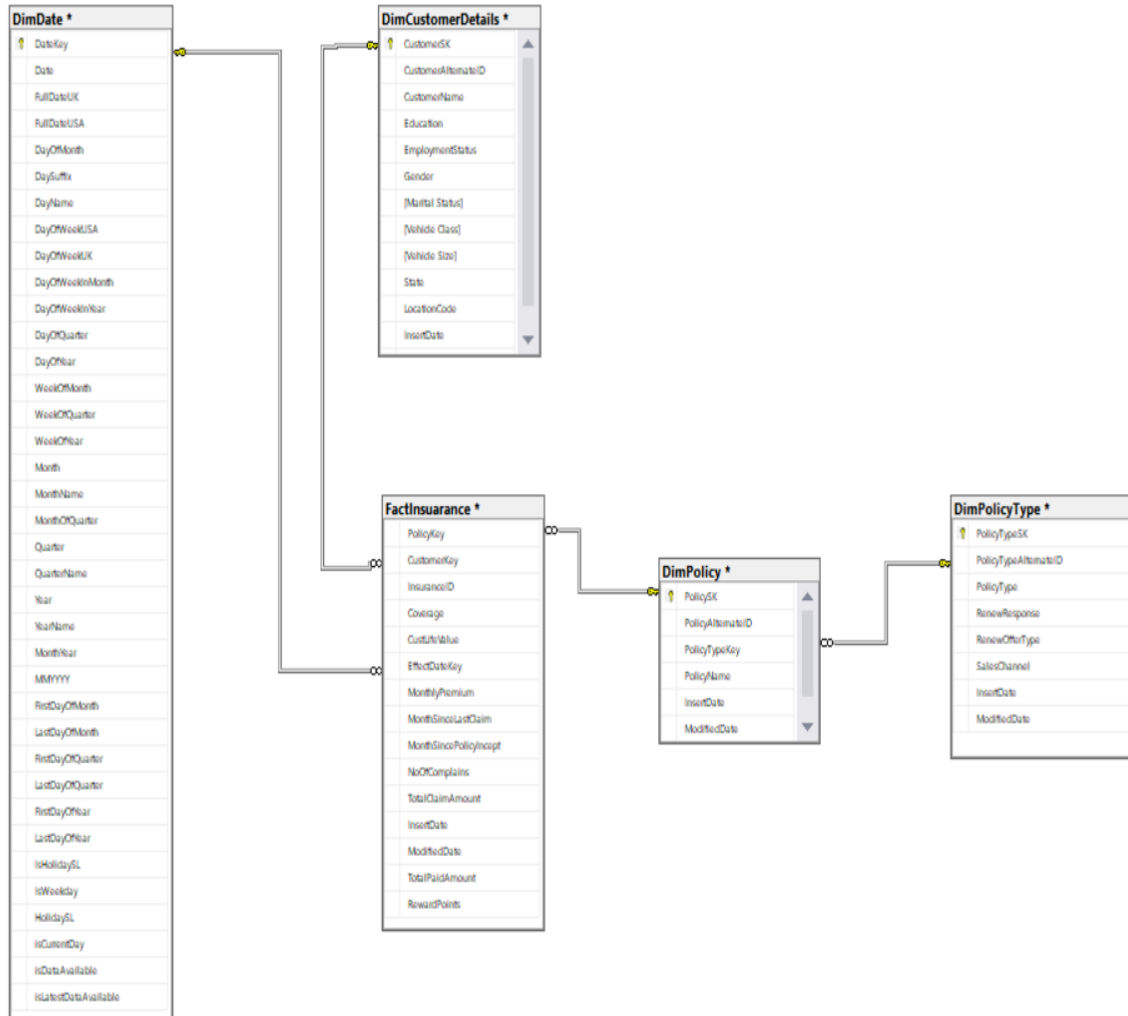 DimDate *
DateKey
Date
FullDateUK
FullDateUSA
DayOfMonth
DaySuffix
DayName
DayOfWeekUSA
DayOfWeekUK
DayOfWeekInMonth
DayOfWeekInYear
DayOfQuarter
DayOfYear
WeekOfMonth
WeekOfQuarter
WeekOfYear
Month
MonthName
MonthOfQuarter
Quarter
QuarterName
Year
YearName
MonthYear
MMYYYY
FirstDayOfMonth
LastDayOfMonth
FirstDayOfQuarter
LastDayOfQuarter
FirstDayOfYear
LastDayOfYear
IsHolidaySL
IsWeekday
HolidaySL
isCurrentDay
isDataAvailable
isLatestDataAvailable
DimCustomerDetails *
CustomerSK
CustomerAlternateID
CustomerName
Education
EmploymentStatus
Gender
[Marital Status]
[Vehicle Class]
[Vehicle Size]
State
LocationCode
InsertDate
FactInsuarance *
PolicyKey
CustomerKey
InsuranceID
Coverage
CustLifeValue
EffectDateKey
MonthlyPremium
MonthSinceLastClaim
MonthSincePolicyIncept
NoOfComplains
TotalClaimAmount
InsertDate
ModifiedDate
TotalPaidAmount
RewardPoints
DimPolicy *
PolicySK
PolicyAlternateID
PolicyTypeKey
PolicyName
InsertDate
ModifiedDate
DimPolicyType *
PolicyTypeSK
PolicyTypeAlternateID
PolicyType
RenewResponse
RenewOfferType
SalesChannel
InsertDate
ModifiedDate